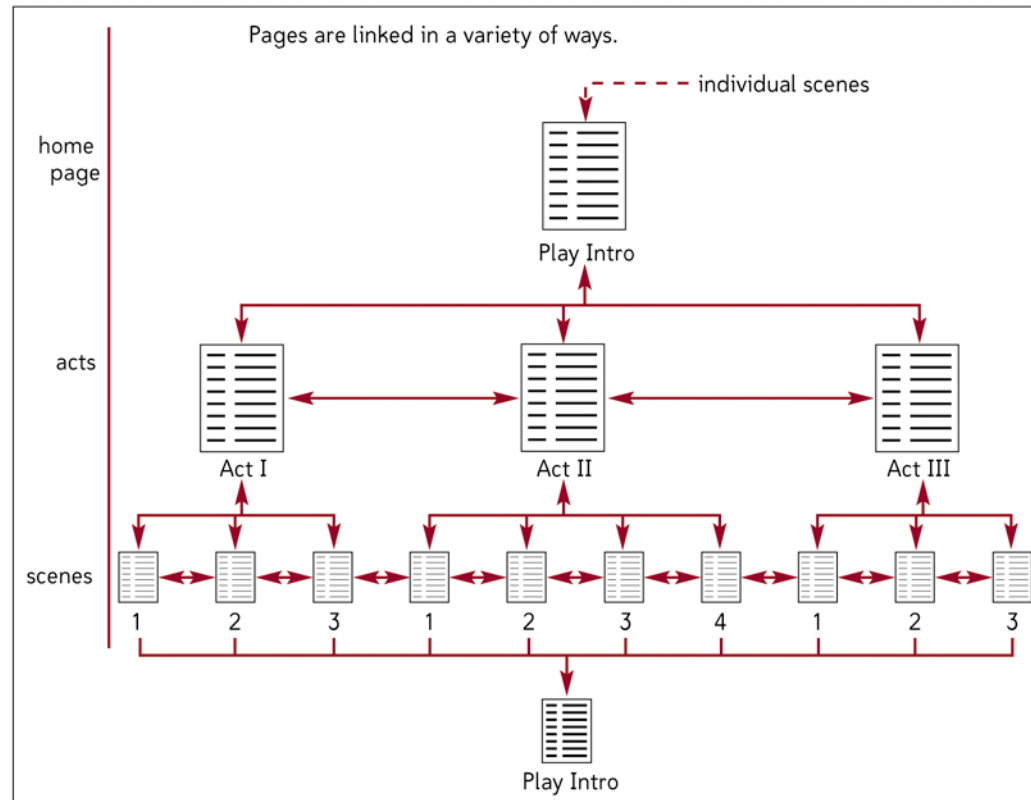 Pages are linked in a variety of ways.
individual scenes
home
page
Play Intro
acts
Act I
Act II
Act III
scenes
1 2 3 1 2 3 4 1 2 3
Play Intro